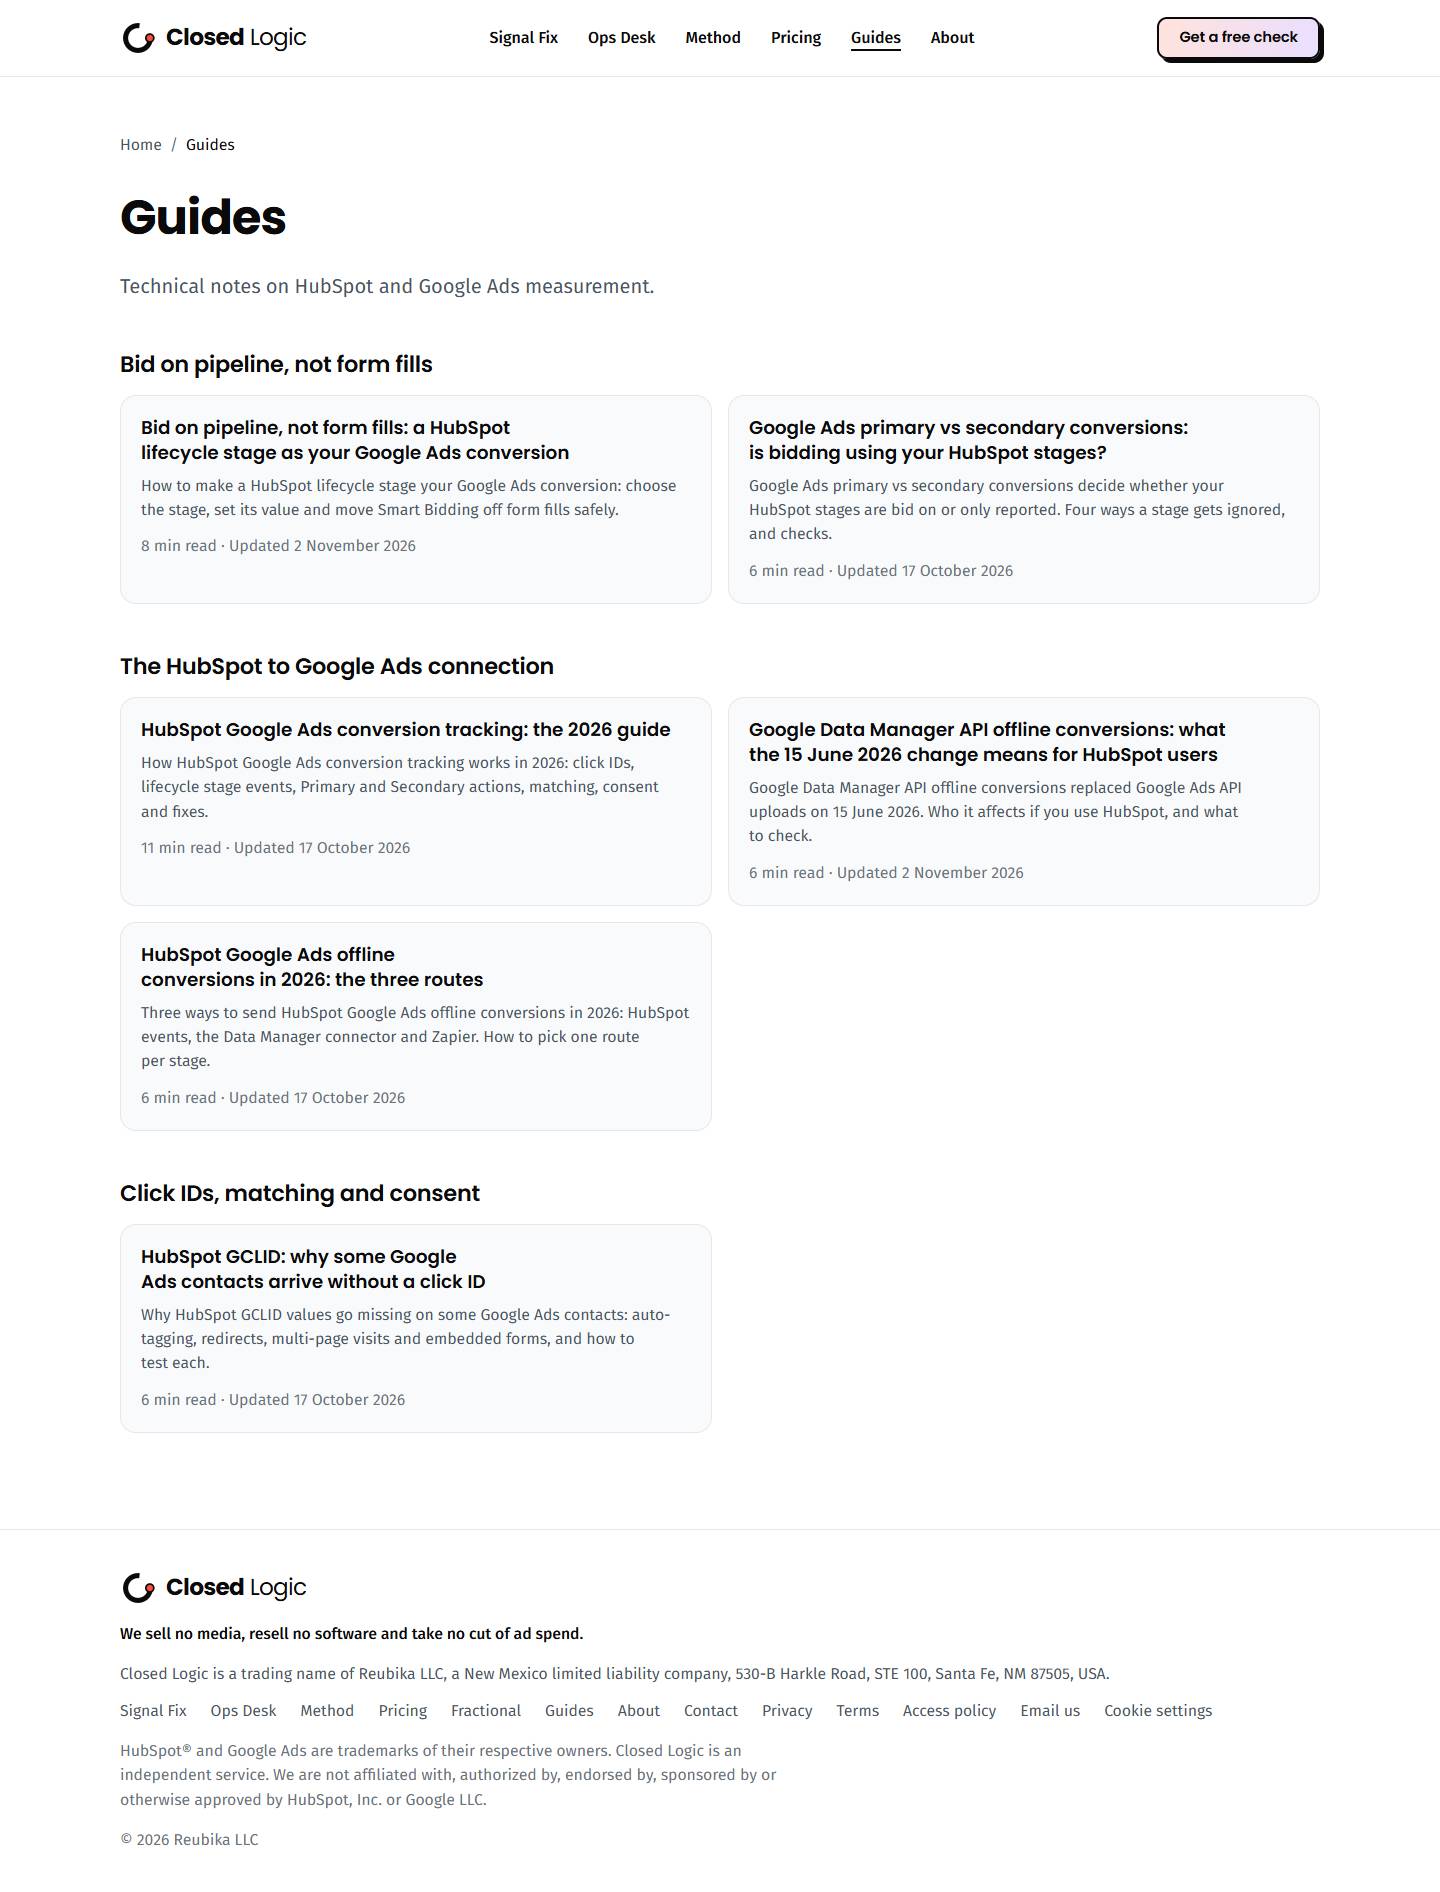 Closed Logic
Signal Fix
Ops Desk
Method
Pricing
Guides
About
Get a free check
Home / Guides
Guides
Technical notes on HubSpot and Google Ads measurement.
Bid on pipeline, not form fills
Bid on pipeline, not form fills: a HubSpot
lifecycle stage as your Google Ads conversion
How to make a HubSpot lifecycle stage your Google Ads conversion: choose
the stage, set its value and move Smart Bidding off form fills safely.
8 min read · Updated 2 November 2026
Google Ads primary vs secondary conversions:
is bidding using your HubSpot stages?
Google Ads primary vs secondary conversions decide whether your
HubSpot stages are bid on or only reported. Four ways a stage gets ignored,
and checks.
6 min read · Updated 17 October 2026
The HubSpot to Google Ads connection
HubSpot Google Ads conversion tracking: the 2026 guide
How HubSpot Google Ads conversion tracking works in 2026: click IDs,
lifecycle stage events, Primary and Secondary actions, matching, consent
and fixes.
11 min read · Updated 17 October 2026
Google Data Manager API offline conversions: what
the 15 June 2026 change means for HubSpot users
Google Data Manager API offline conversions replaced Google Ads API
uploads on 15 June 2026. Who it affects if you use HubSpot, and what
to check.
6 min read · Updated 2 November 2026
HubSpot Google Ads offline
conversions in 2026: the three routes
Three ways to send HubSpot Google Ads offline conversions in 2026: HubSpot
events, the Data Manager connector and Zapier. How to pick one route
per stage.
6 min read · Updated 17 October 2026
Click IDs, matching and consent
HubSpot GCLID: why some Google
Ads contacts arrive without a click ID
Why HubSpot GCLID values go missing on some Google Ads contacts: auto-
tagging, redirects, multi-page visits and embedded forms, and how to
test each.
6 min read · Updated 17 October 2026
Closed Logic
We sell no media, resell no software and take no cut of ad spend.
Closed Logic is a trading name of Reubika LLC, a New Mexico limited liability company, 530-B Harkle Road, STE 100, Santa Fe, NM 87505, USA.
Signal Fix
Ops Desk
Method
Pricing
Fractional
Guides
About
Contact
Privacy
Terms
Access policy
Email us
Cookie settings
HubSpot® and Google Ads are trademarks of their respective owners. Closed Logic is an
independent service. We are not affiliated with, authorized by, endorsed by, sponsored by or
otherwise approved by HubSpot, Inc. or Google LLC.
© 2026 Reubika LLC